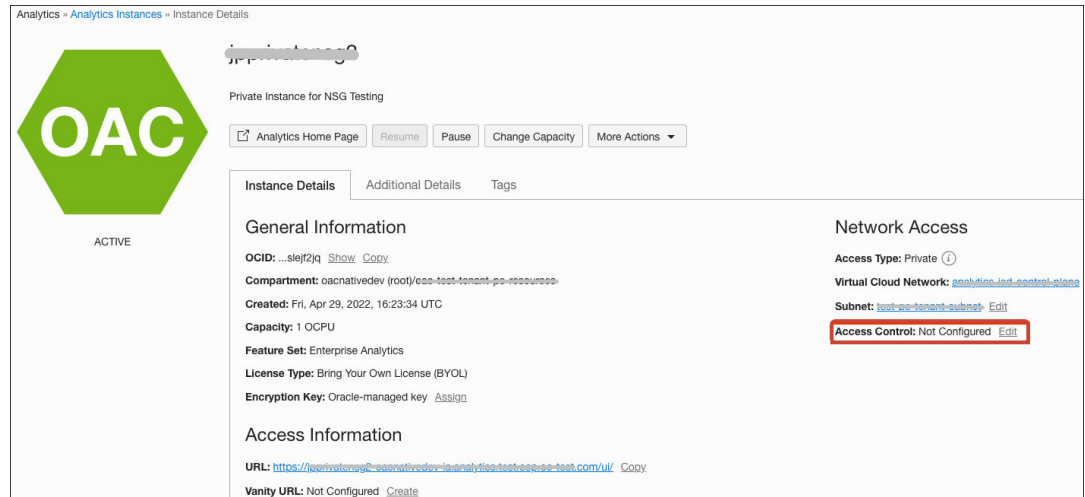 Analytics » Analytics Instances » Instance Details
OAC
ACTIVE
Private Instance for NSG Testing
Analytics Home Page
Resume
Pause
Change Capacity
More Actions
Instance Details
Additional Details
Tags
General Information
OCID: ...slejf2jq Show Copy
Compartment: oacnativedev (root)/
Created: Fri, Apr 29, 2022, 16:23:34 UTC
Capacity: 1 OCPU
Feature Set: Enterprise Analytics
License Type: Bring Your Own License (BYOL)
Encryption Key: Oracle-managed key Assign
Access Information
URL: https:// .com/ui/ Copy
Vanity URL: Not Configured Create
Network Access
Access Type: Private i
Virtual Cloud Network:
Subnet: Edit
Access Control: Not Configured Edit